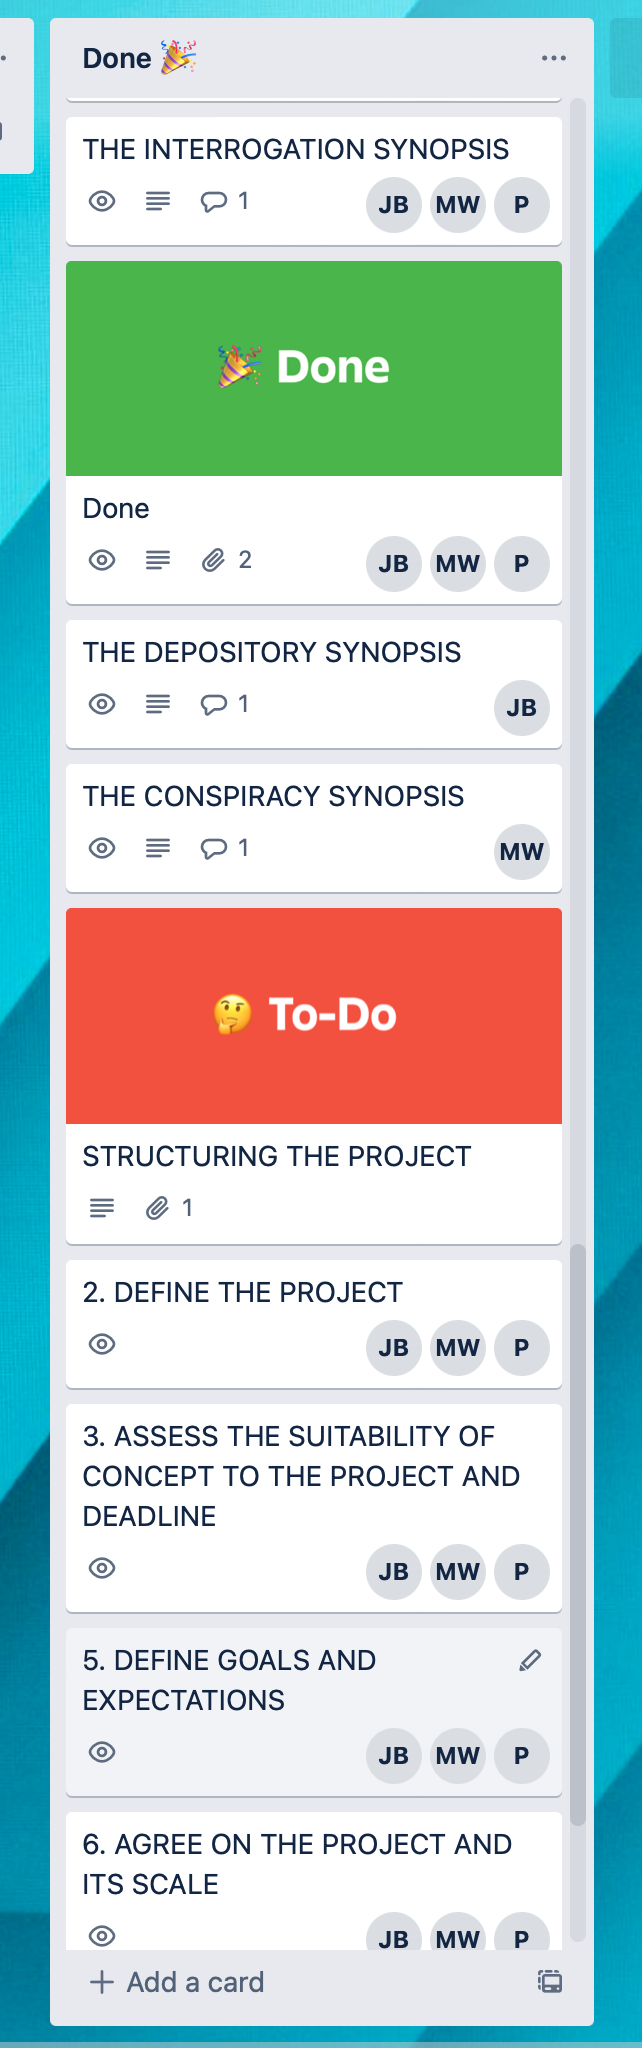 Done 🎉
THE INTERROGATION SYNOPSIS
1
JB MW P
🎉 Done
Done
2
JB MW P
THE DEPOSITORY SYNOPSIS
1
JB
THE CONSPIRACY SYNOPSIS
1
MW
🤔 To-Do
STRUCTURING THE PROJECT
1
2. DEFINE THE PROJECT
JB MW P
3. ASSESS THE SUITABILITY OF
CONCEPT TO THE PROJECT AND
DEADLINE
JB MW P
5. DEFINE GOALS AND
EXPECTATIONS
JB MW P
6. AGREE ON THE PROJECT AND
ITS SCALE
JB MW P
+ Add a card